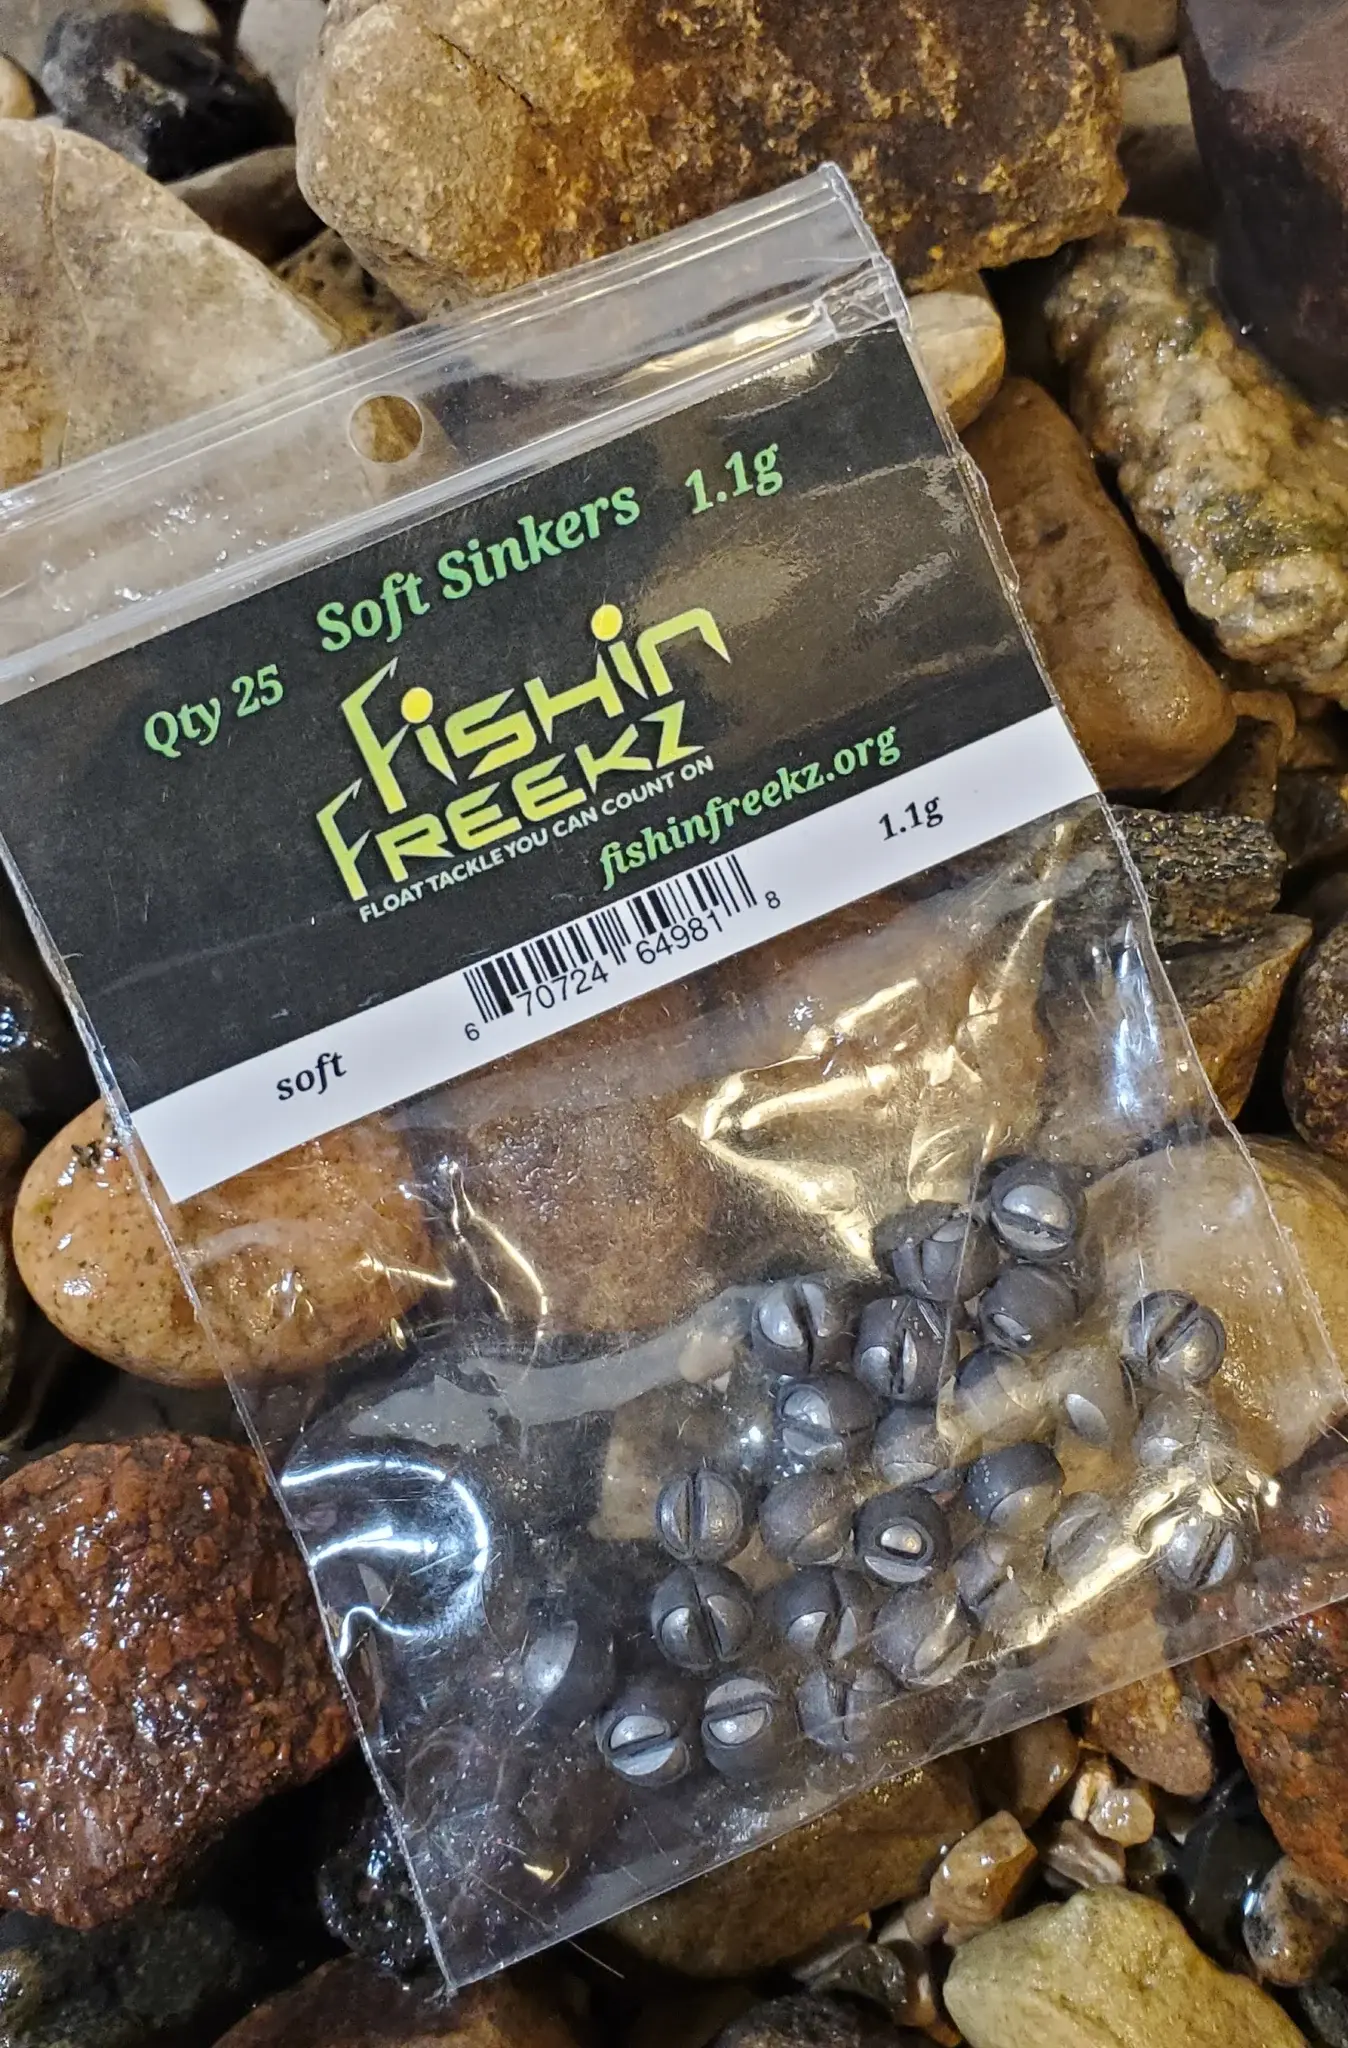 Qty 25 Soft Sinkers 1.1g
FiSHiN
FREEKZ
FLOAT TACKLE YOU CAN COUNT ON
fishinfreekz.org
soft 6 70724 64981 8 1.1g